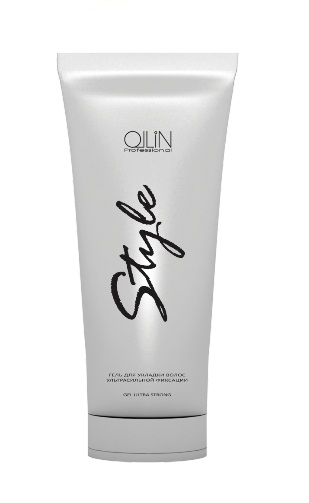 OLLIN
Professional
Style
ГЕЛЬ ДЛЯ УКЛАДКИ ВОЛОС
УЛЬТРАСИЛЬНОЙ ФИКСАЦИИ
GEL ULTRA STRONG